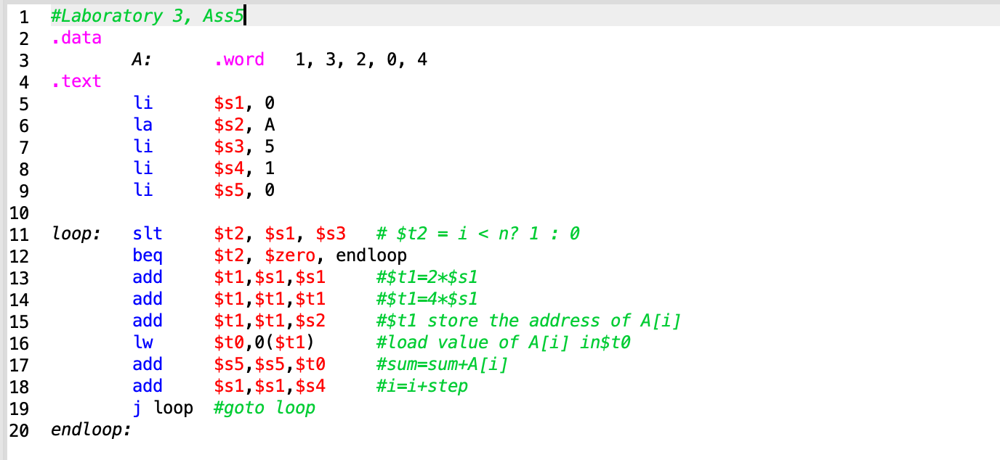 1 #Laboratory 3, Ass5
2 .data
3 A: .word 1, 3, 2, 0, 4
4 .text
5 li $s1, 0
6 la $s2, A
7 li $s3, 5
8 li $s4, 1
9 li $s5, 0
10
11 loop: slt $t2, $s1, $s3 # $t2 = i < n? 1 : 0
12 beq $t2, $zero, endloop
13 add $t1,$s1,$s1 #$t1=2*$s1
14 add $t1,$t1,$t1 #$t1=4*$s1
15 add $t1,$t1,$s2 #$t1 store the address of A[i]
16 lw $t0,0($t1) #load value of A[i] in$t0
17 add $s5,$s5,$t0 #sum=sum+A[i]
18 add $s1,$s1,$s4 #i=i+step
19 j loop #goto loop
20 endloop: